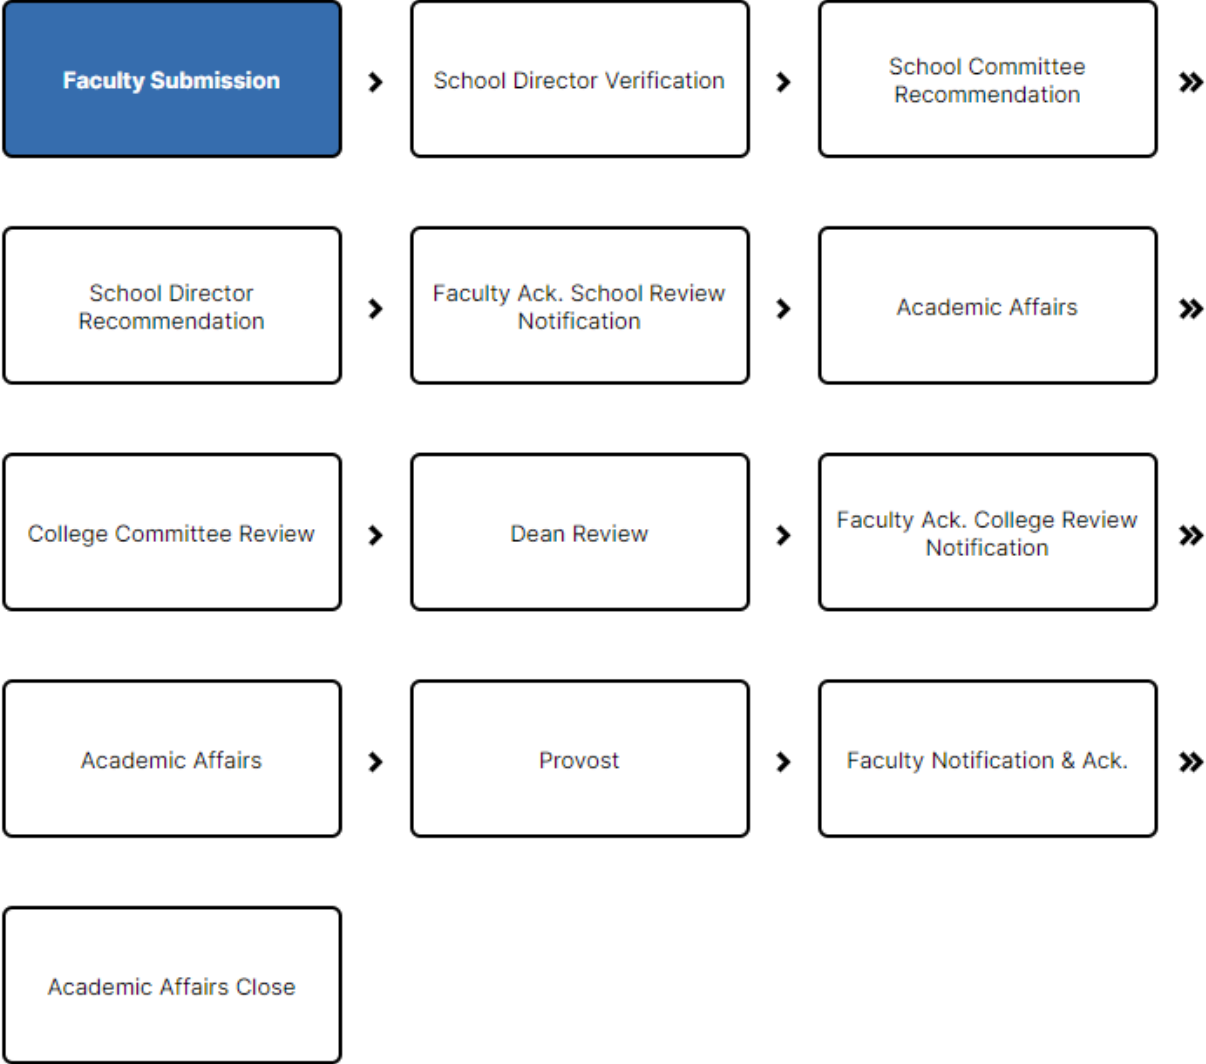 Faculty Submission
School Director Verification
School Committee
Recommendation
School Director
Recommendation
Faculty Ack. School Review
Notification
Academic Affairs
College Committee Review
Dean Review
Faculty Ack. College Review
Notification
Academic Affairs
Provost
Faculty Notification & Ack.
Academic Affairs Close